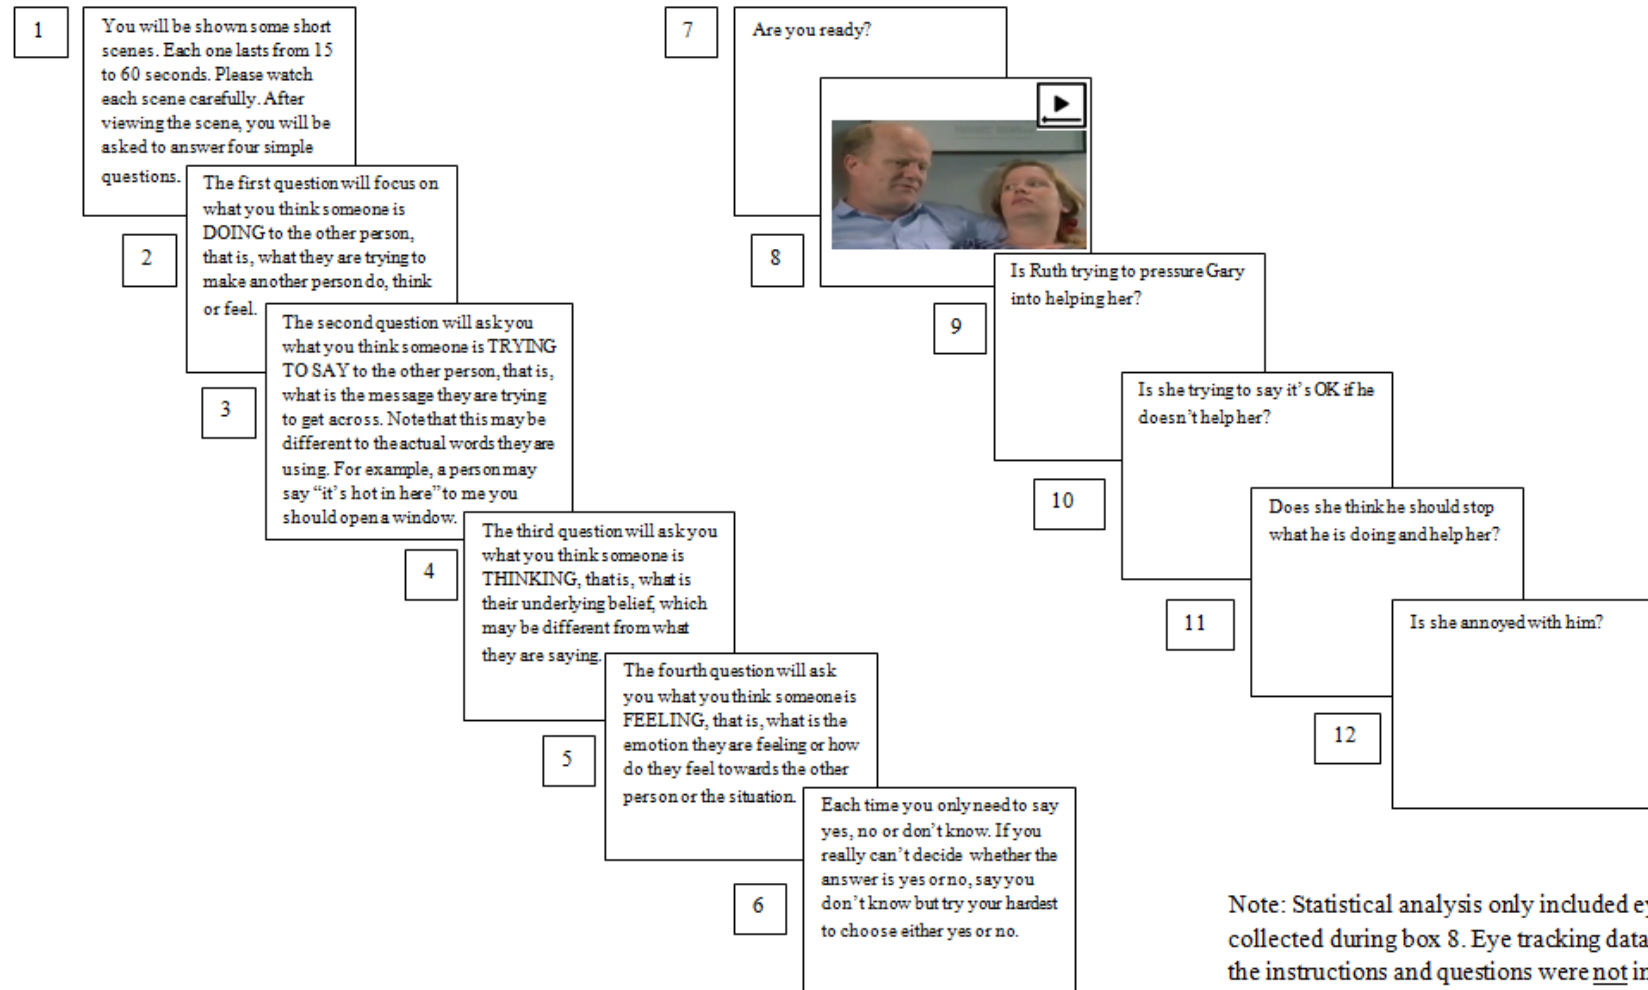 1
You will be shown some short
scenes. Each one lasts from 15
to 60 seconds. Please watch
each scene carefully. After
viewing the scene, you will be
asked to answer four simple
questions.
2
The first question will focus on
what you think someone is
DOING to the other person,
that is, what they are trying to
make another person do, think
or feel.
3
The second question will ask you
what you think someone is TRYING
TO SAY to the other person, that is,
what is the message they are trying
to get across. Note that this may be
different to the actual words they are
using. For example, a person may
say “it’s hot in here” to me you
should open a window.
4
The third question will ask you
what you think someone is
THINKING, that is, what is
their underlying belief, which
may be different from what
they are saying.
5
The fourth question will ask
you what you think someone is
FEELING, that is, what is the
emotion they are feeling or how
do they feel towards the other
person or the situation.
6
Each time you only need to say
yes, no or don’t know. If you
really can’t decide whether the
answer is yes or no, say you
don’t know but try your hardest
to choose either yes or no.
7
Are you ready?
8
9
Is Ruth trying to pressure Gary
into helping her?
10
Is she trying to say it’s OK if he
doesn’t help her?
11
Does she think he should stop
what he is doing and help her?
12
Is she annoyed with him?
Note: Statistical analysis only included
collected during box 8. Eye tracking data
the instructions and questions were not